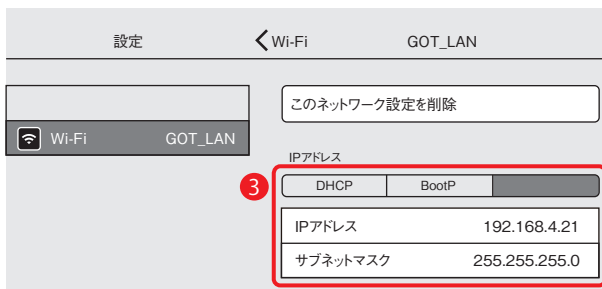 設定
Wi-Fi GOT_LAN
Wi-Fi GOT_LAN
このネットワーク設定を削除
IPアドレス
3
DHCP BootP
IPアドレス 192.168.4.21
サブネットマスク 255.255.255.0